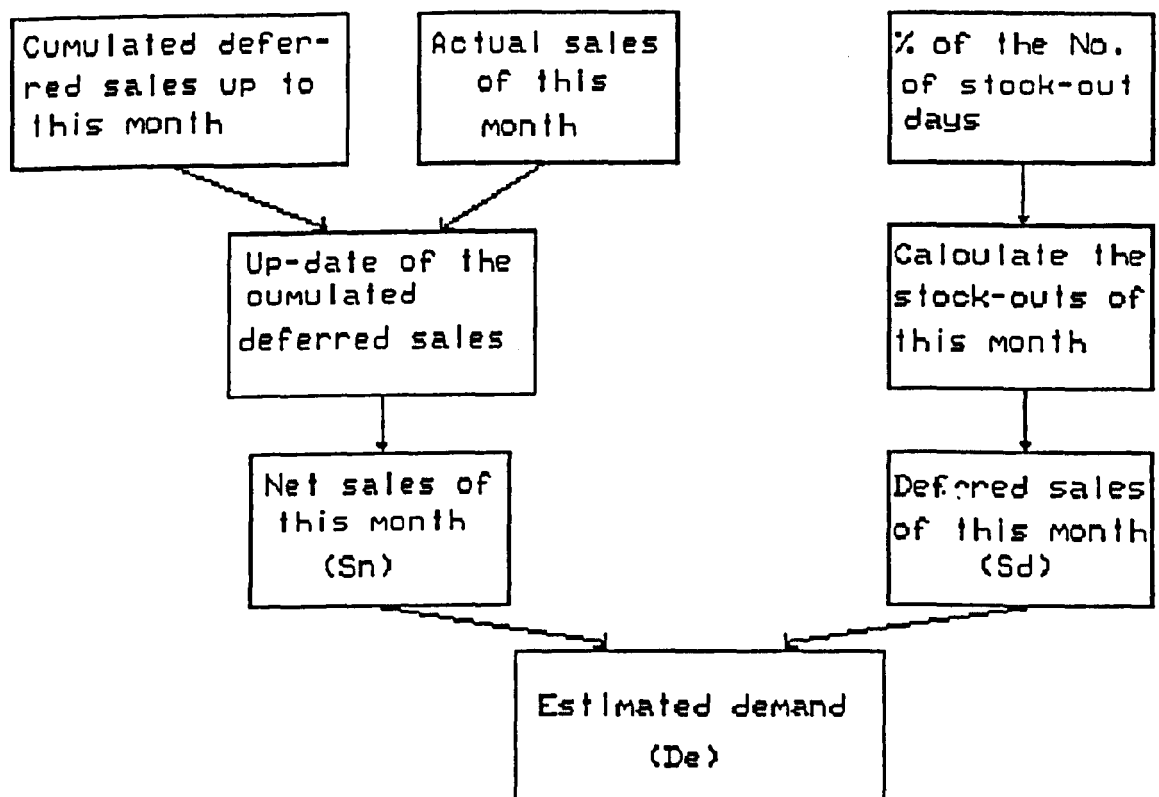 Cumulated defer-
red sales up to
this month
Actual sales
of this
month
% of the No.
of stock-out
days
Up-date of the
cumulated
deferred sales
Calculate the
stock-outs of
this month
Net sales of
this month
(Sn)
Deferred sales
of this month
(Sd)
Estimated demand
(De)